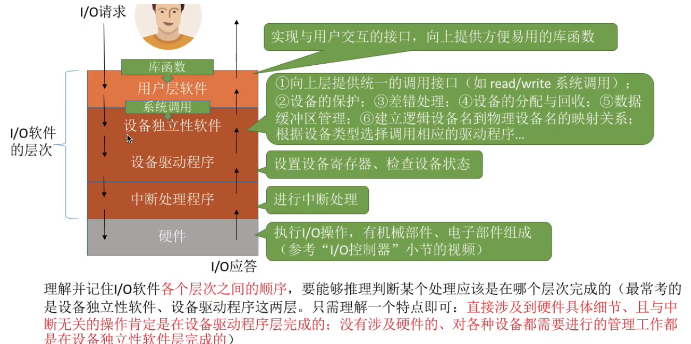 I/O请求
实现与用户交互的接口，向上提供方便易用的库函数
库函数
用户层软件
①向上层提供统一的调用接口（如 read/write 系统调用）；
②设备的保护；③差错处理；④设备的分配与回收；⑤数据
缓冲区管理；⑥建立逻辑设备名到物理设备名的映射关系；
根据设备类型选择调用相应的驱动程序...
系统调用
设备独立性软件
I/O软件
的层次
设备驱动程序
设置设备寄存器、检查设备状态
中断处理程序
进行中断处理
硬件
执行I/O操作，有机械部件、电子部件组成
（参考“I/O控制器”小节的视频）
I/O应答
理解并记住I/O软件各个层次之间的顺序，要能够推理判断某个处理应该是在哪个层次完成的（最常考的
是设备独立性软件、设备驱动程序这两层。只需理解一个特点即可：直接涉及到硬件具体细节、且与中
断无关的操作肯定是在设备驱动程序层完成的；没有涉及硬件的、对各种设备都需要进行的管理工作都
是在设备独立性软件层完成的）